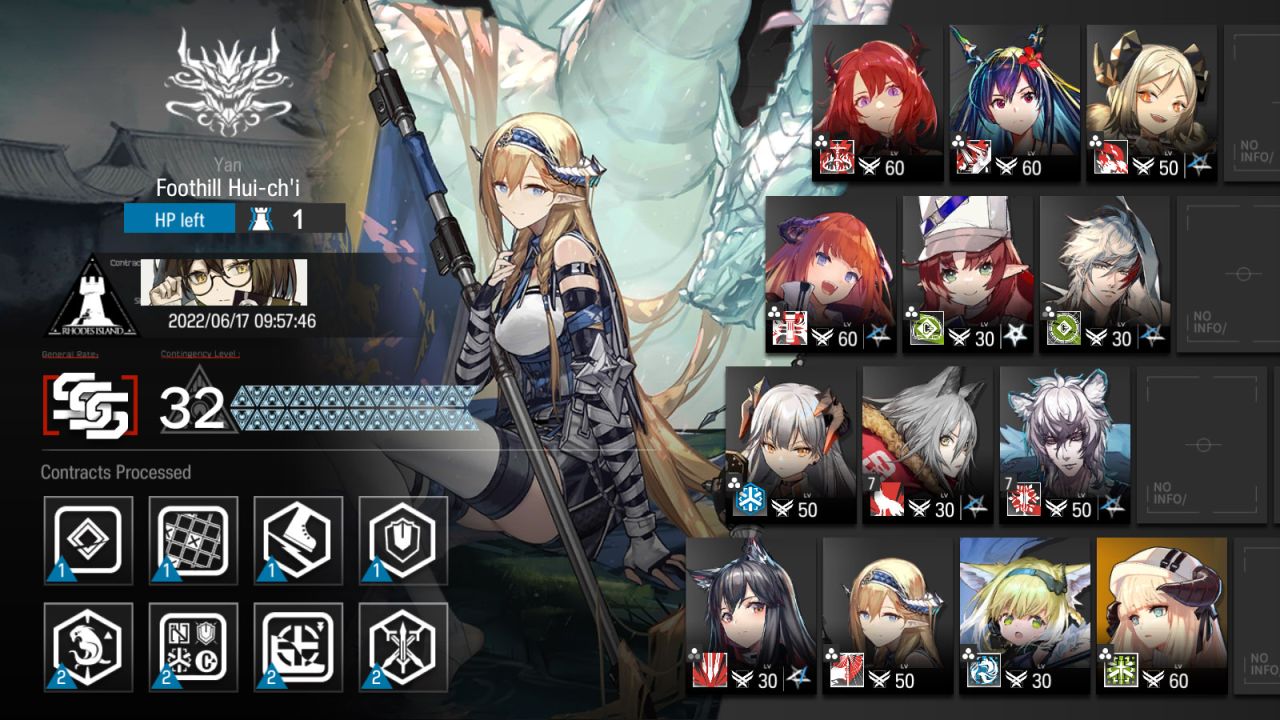 Yan
Foothill Hui-ch'i
HP left 1
Contrac
RHODES ISLAND
2022/06/17 09:57:46
General Rate:
Contingency Level :
32
Contracts Processed
1 1 1 1
2 2 2 2
LV 60 LV 60 LV 50
NO INFO/
LV 60 LV 30 LV 30
NO INFO/
LV 50 7 LV 30 7 LV 50
NO INFO/
LV 30 LV 50 LV 30 LV 60
NO INFO